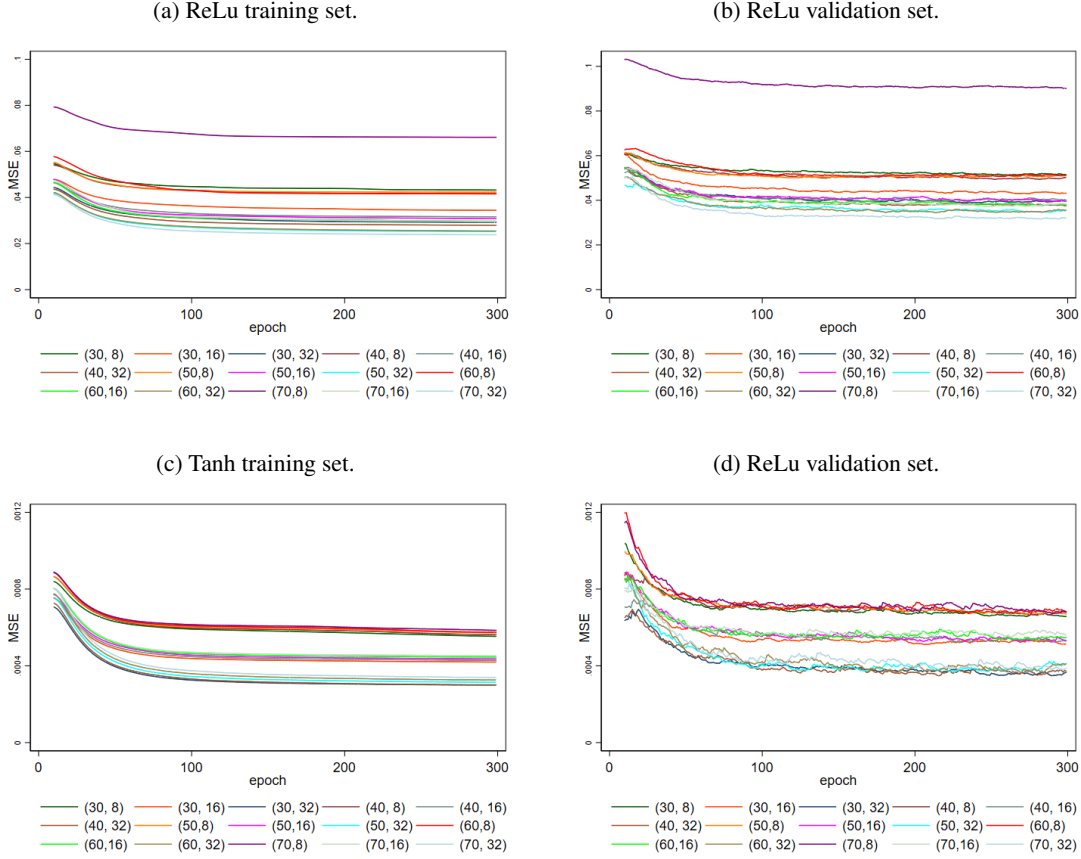 (a) ReLu training set.
(b) ReLu validation set.
.1
.08
.06
.04
.02
0
MSE
0 100 200 300
epoch
(30, 8) (30, 16) (30, 32) (40, 8) (40, 16)
(40, 32) (50,8) (50,16) (50, 32) (60,8)
(60,16) (60, 32) (70,8) (70,16) (70, 32)
.1
.08
.06
.04
.02
0
MSE
0 100 200 300
epoch
(30, 8) (30, 16) (30, 32) (40, 8) (40, 16)
(40, 32) (50,8) (50,16) (50, 32) (60,8)
(60,16) (60, 32) (70,8) (70,16) (70, 32)
(c) Tanh training set.
(d) ReLu validation set.
.0012
.0008
.0004
0
MSE
0 100 200 300
epoch
(30, 8) (30, 16) (30, 32) (40, 8) (40, 16)
(40, 32) (50,8) (50,16) (50, 32) (60,8)
(60,16) (60, 32) (70,8) (70,16) (70, 32)
.0012
.0008
.0004
0
MSE
0 100 200 300
epoch
(30, 8) (30, 16) (30, 32) (40, 8) (40, 16)
(40, 32) (50,8) (50,16) (50, 32) (60,8)
(60,16) (60, 32) (70,8) (70,16) (70, 32)